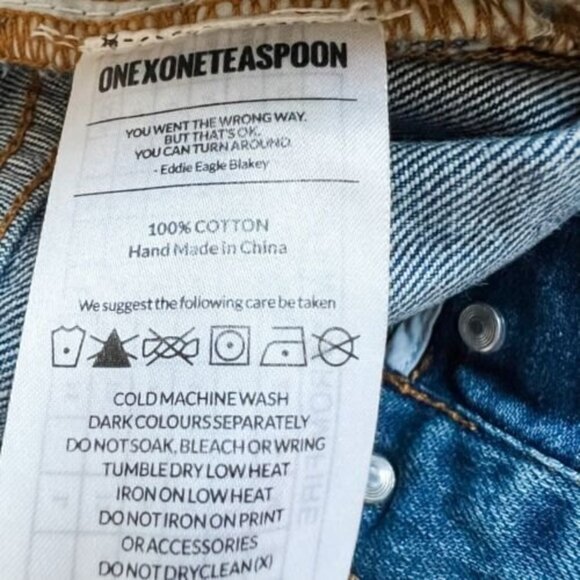 ONEXONETEASPOON
YOU WENT THE WRONG WAY.
BUT THAT'S OK.
YOU CAN TURN AROUND.
- Eddie Eagle Blakey
100% COTTON
Hand Made in China
We suggest the following care be taken
COLD MACHINE WASH
DARK COLOURS SEPARATELY
DO NOT SOAK, BLEACH OR WRING
TUMBLE DRY LOW HEAT
IRON ON LOW HEAT
DO NOT IRON ON PRINT
OR ACCESSORIES
DO NOT DRYCLEAN (X)